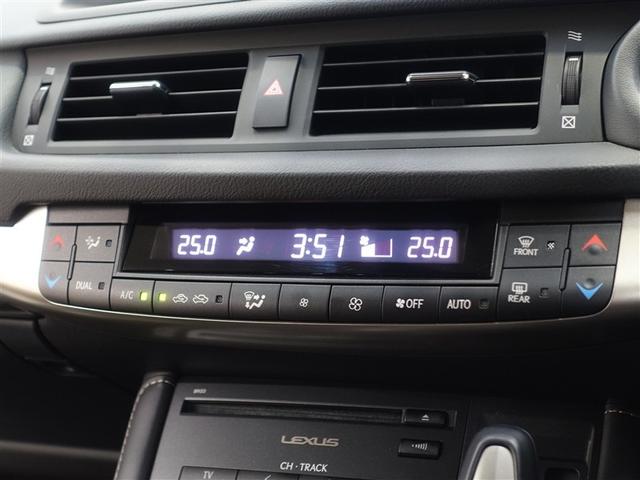 25.0 3:51 25.0
FRONT
DUAL
A/C
OFF
AUTO
REAR
LEXUS
CH · TRACK
TV